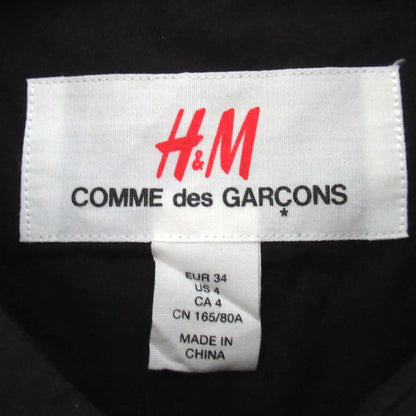 H&M
COMME des GARÇONS
*
EUR 34
US 4
CA 4
CN 165/80A
MADE IN
CHINA